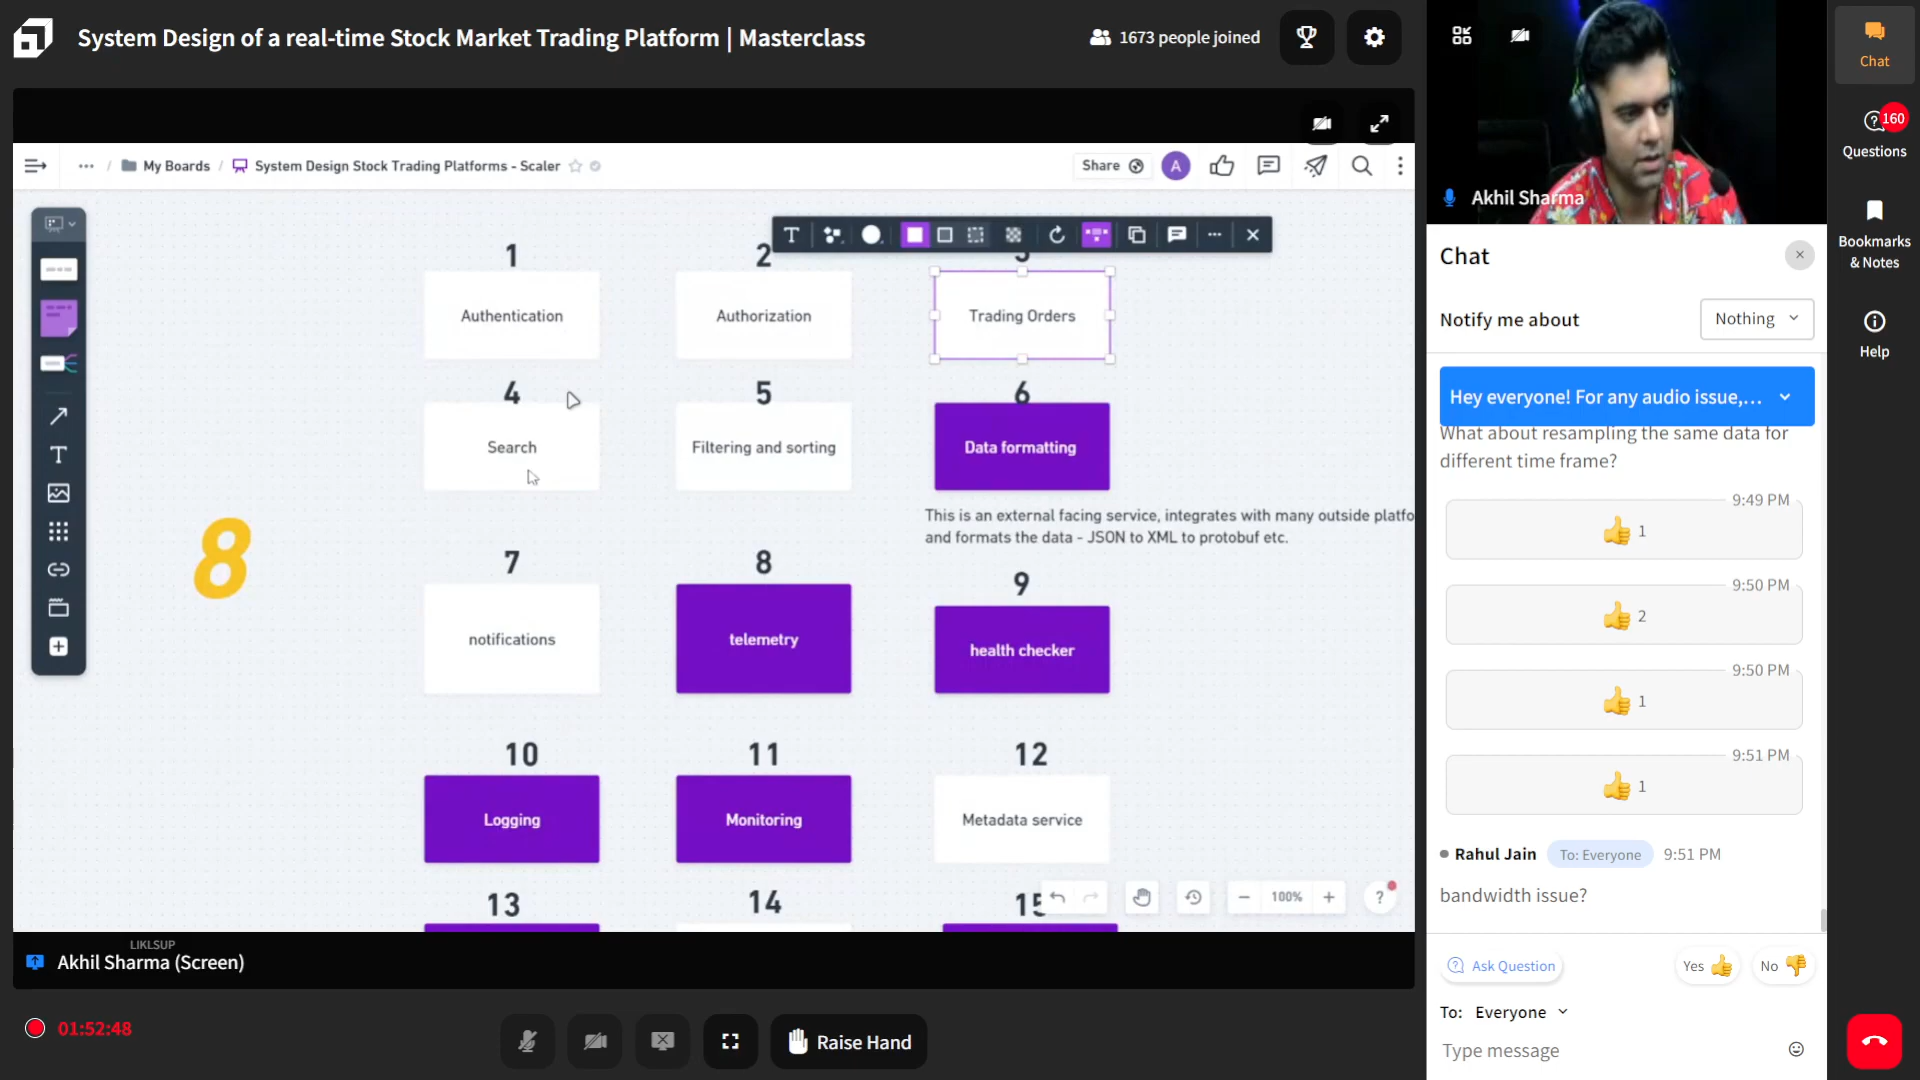 System Design of a real-time Stock Market Trading Platform | Masterclass
1673 people joined
My Boards / System Design Stock Trading Platforms - Scaler
Share
A
1
2
3
Authentication
Authorization
Trading Orders
4
5
6
Search
Filtering and sorting
Data formatting
This is an external facing service, integrates with many outside platfo
and formats the data - JSON to XML to protobuf etc.
8
7
8
9
notifications
telemetry
health checker
10
11
12
Logging
Monitoring
Metadata service
13
14
15
100%
?
LIKLSUP
Akhil Sharma (Screen)
01:52:48
Raise Hand
Akhil Sharma
Chat
Notify me about
Nothing
Hey everyone! For any audio issue,...
What about resampling the same data for
different time frame?
9:49 PM
1
9:50 PM
2
9:50 PM
1
9:51 PM
1
Rahul Jain To: Everyone 9:51 PM
bandwidth issue?
Ask Question
Yes
No
To: Everyone
Type message
Chat
160
Questions
Bookmarks
& Notes
Help